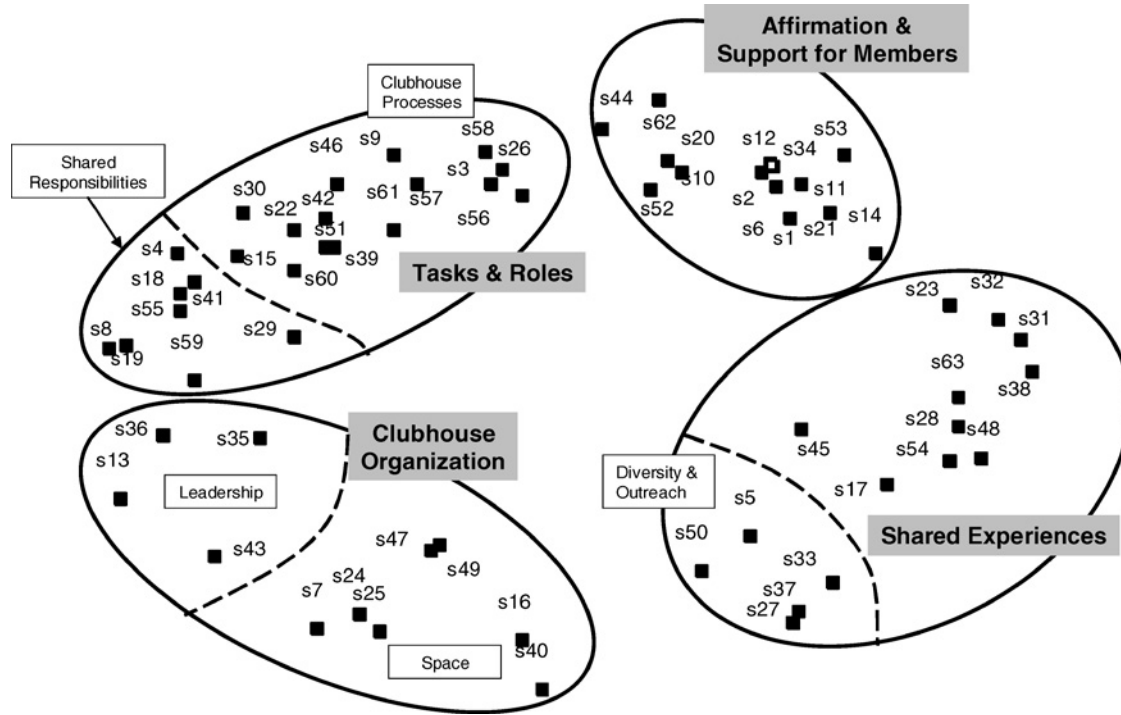 Affirmation &
Support for Members
Clubhouse
Processes
Shared
Responsibilities
s44
s62
s20
s12
s53
s34
s10
s2
s11
s52
s6
s1
s21
s14
s46
s9
s58
s26
s3
s30
s42
s61
s57
s56
s22
s51
s4
s15
s39
s60
Tasks & Roles
s18
s41
s55
s8
s19
s59
s29
s23
s32
s31
s63
s38
s28
s48
s45
s54
s17
Diversity &
Outreach
s5
s50
s33
s37
s27
Shared Experiences
s36
s35
s13
Clubhouse
Organization
Leadership
s43
s47
s49
s24
s7
s25
s16
s40
Space